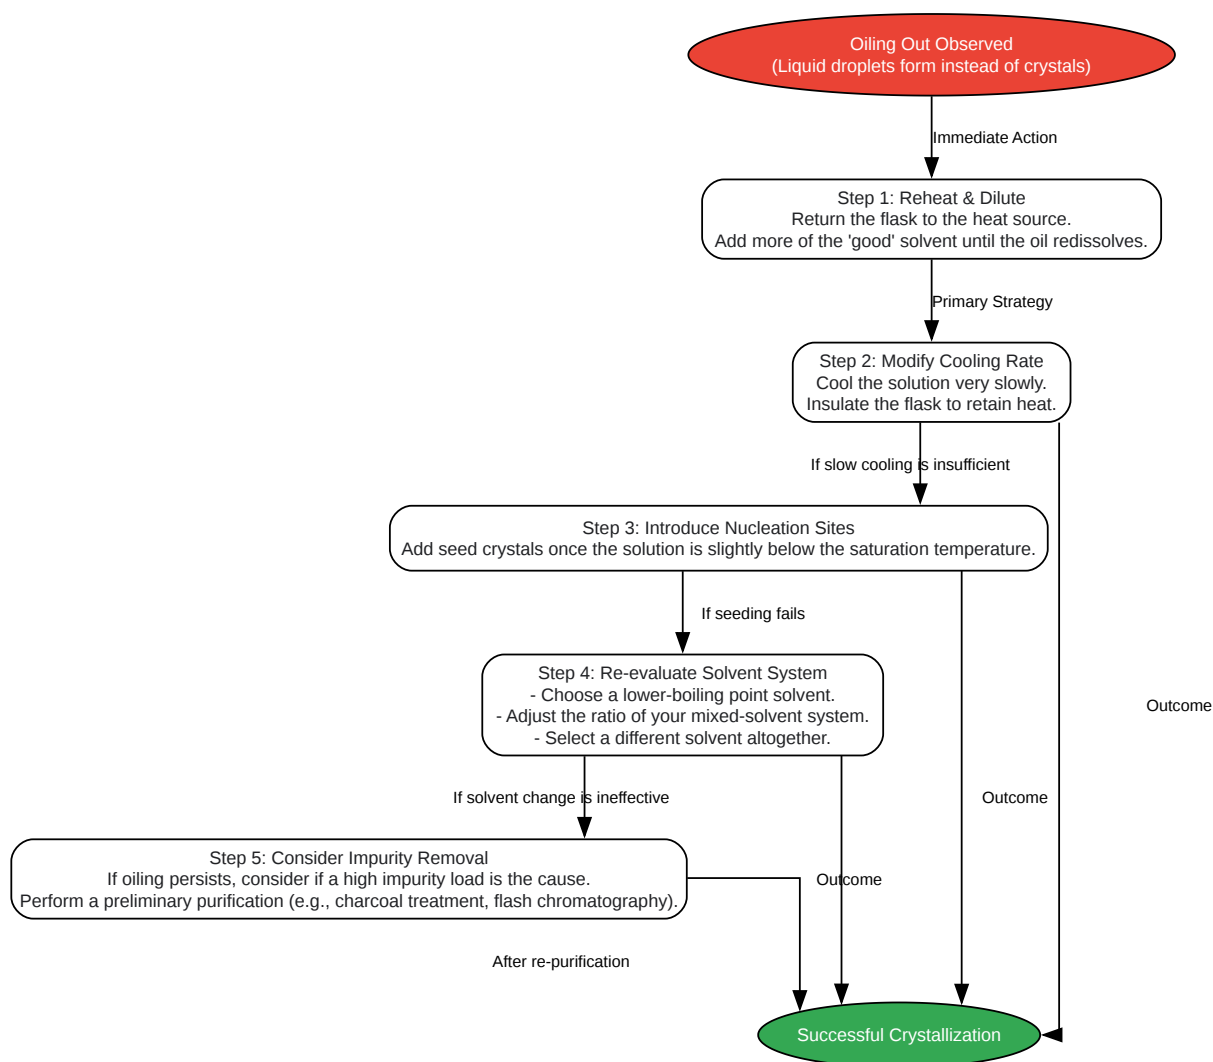 Oiling Out Observed
(Liquid droplets form instead of crystals)
Immediate Action
Step 1: Reheat & Dilute
Return the flask to the heat source.
Add more of the 'good' solvent until the oil redissolves.
Primary Strategy
Step 2: Modify Cooling Rate
Cool the solution very slowly.
Insulate the flask to retain heat.
If slow cooling is insufficient
Step 3: Introduce Nucleation Sites
Add seed crystals once the solution is slightly below the saturation temperature.
If seeding fails
Step 4: Re-evaluate Solvent System
- Choose a lower-boiling point solvent.
- Adjust the ratio of your mixed-solvent system.
- Select a different solvent altogether.
Outcome
If solvent change is ineffective
Outcome
Step 5: Consider Impurity Removal
If oiling persists, consider if a high impurity load is the cause.
Perform a preliminary purification (e.g., charcoal treatment, flash chromatography).
Outcome
After re-purification
Successful Crystallization